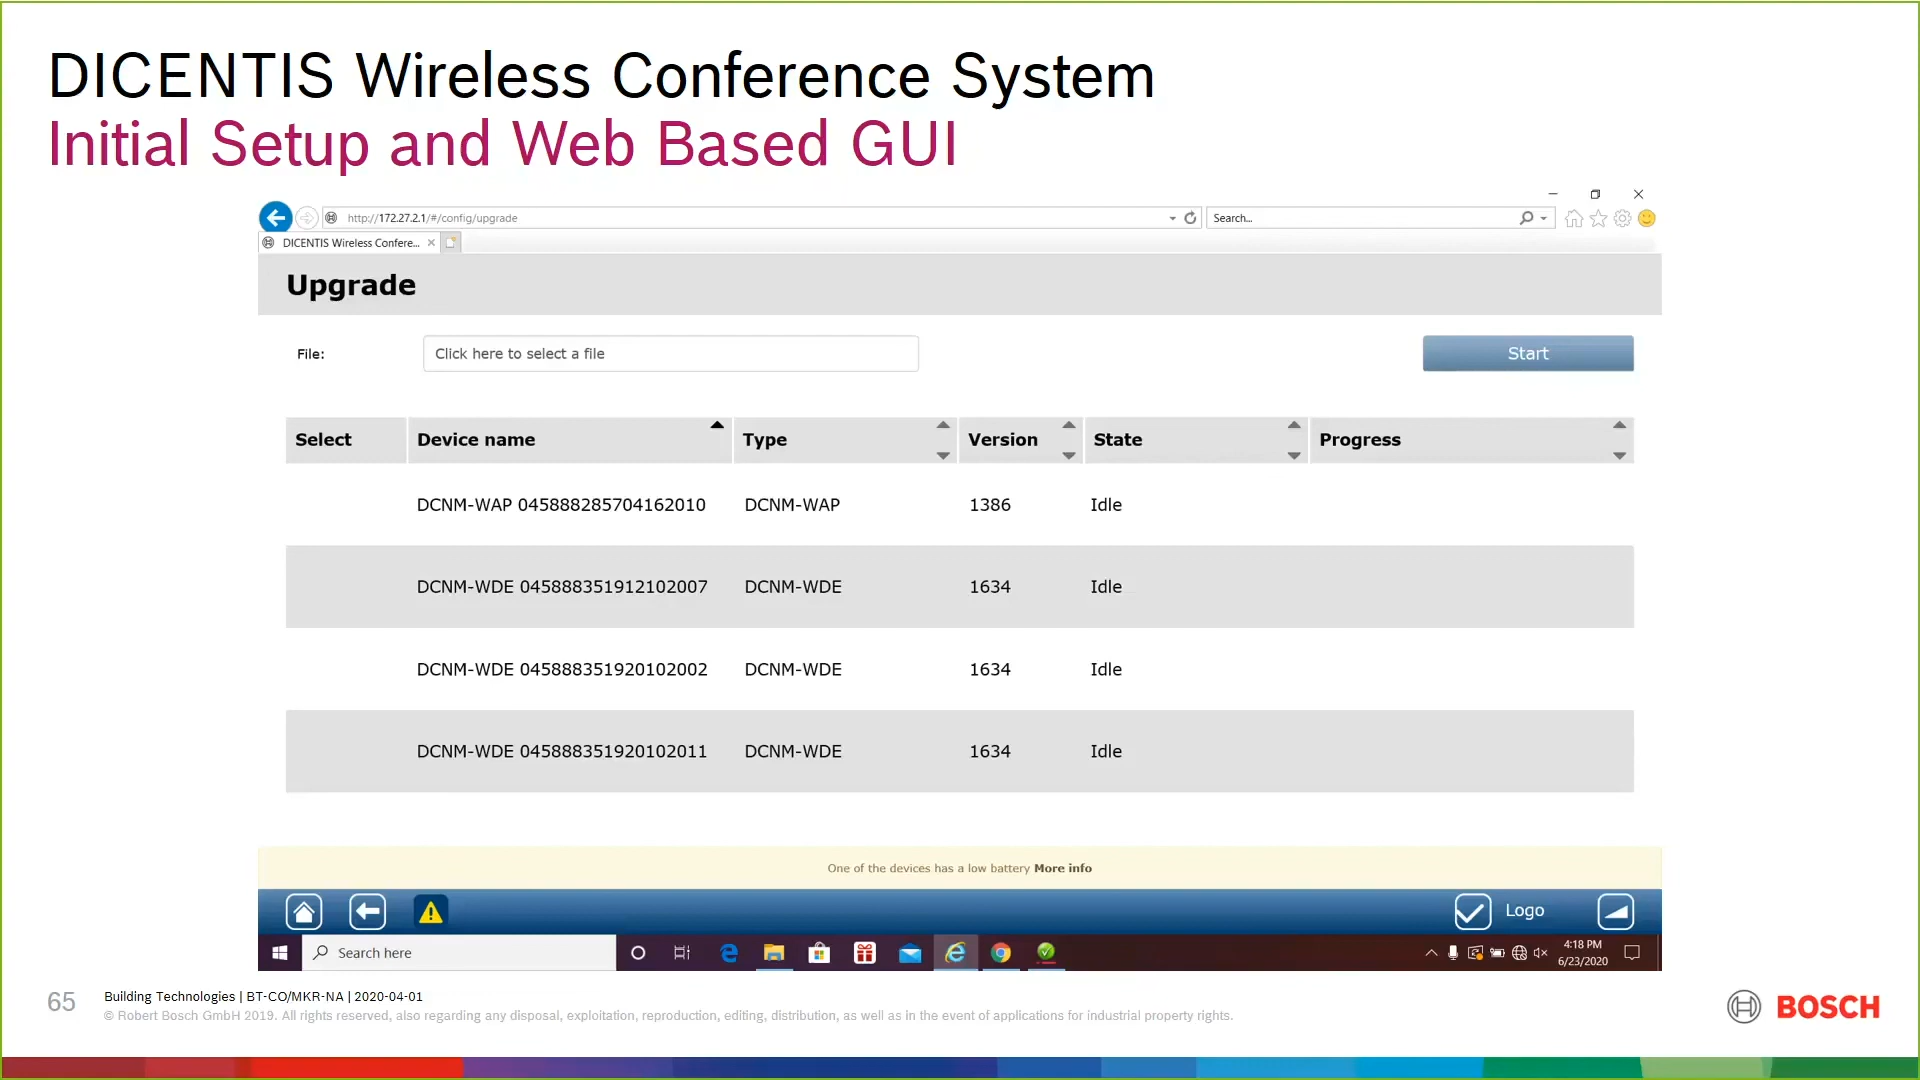 DICENTIS Wireless Conference System
Initial Setup and Web Based GUI
http://172.27.2.1/#/config/upgrade
Search...
DICENTIS Wireless Confere...
Upgrade
File:
Click here to select a file
Start
Select Device name Type Version State Progress
DCNM-WAP 045888285704162010 DCNM-WAP 1386 Idle
DCNM-WDE 045888351912102007 DCNM-WDE 1634 Idle
DCNM-WDE 045888351920102002 DCNM-WDE 1634 Idle
DCNM-WDE 045888351920102011 DCNM-WDE 1634 Idle
One of the devices has a low battery More info
Logo
Search here
4:18 PM
6/23/2020
65
Building Technologies | BT-CO/MKR-NA | 2020-04-01
© Robert Bosch GmbH 2019. All rights reserved, also regarding any disposal, exploitation, reproduction, editing, distribution, as well as in the event of applications for industrial property rights.
BOSCH